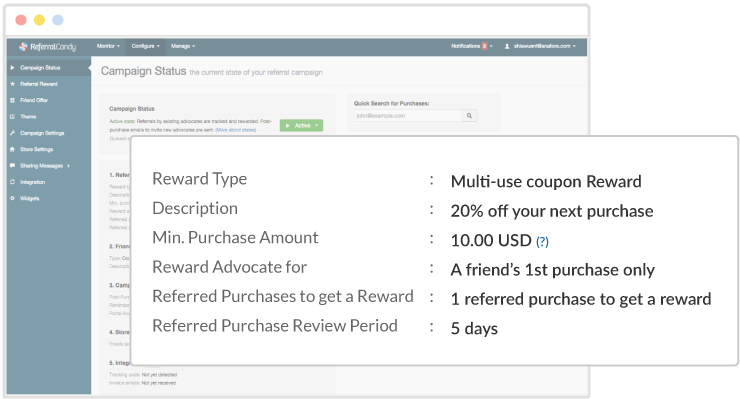 ReferralCandy
Monitor
Configure
Manage
Notifications 2
Campaign Status
Referral Reward
Friend Offer
Theme
Campaign Settings
Store Settings
Sharing Messages
Integration
Widgets
Campaign Status the current state of your referral campaign
Campaign Status
Active state: Referrals by existing advocates are tracked and rewarded. Post-
purchase emails to invite new advocates are sent. (More about states)
Active
Quick Search for Purchases:
john@example.com
Reward Type : Multi-use coupon Reward
Description : 20% off your next purchase
Min. Purchase Amount : 10.00 USD (?)
Reward Advocate for : A friend's 1st purchase only
Referred Purchases to get a Reward : 1 referred purchase to get a reward
Referred Purchase Review Period : 5 days
1. Refer
2. Frien
3. Camp
4. Store
5. Integ
Tracking code: Not yet detected
Invoice emails: Not yet received